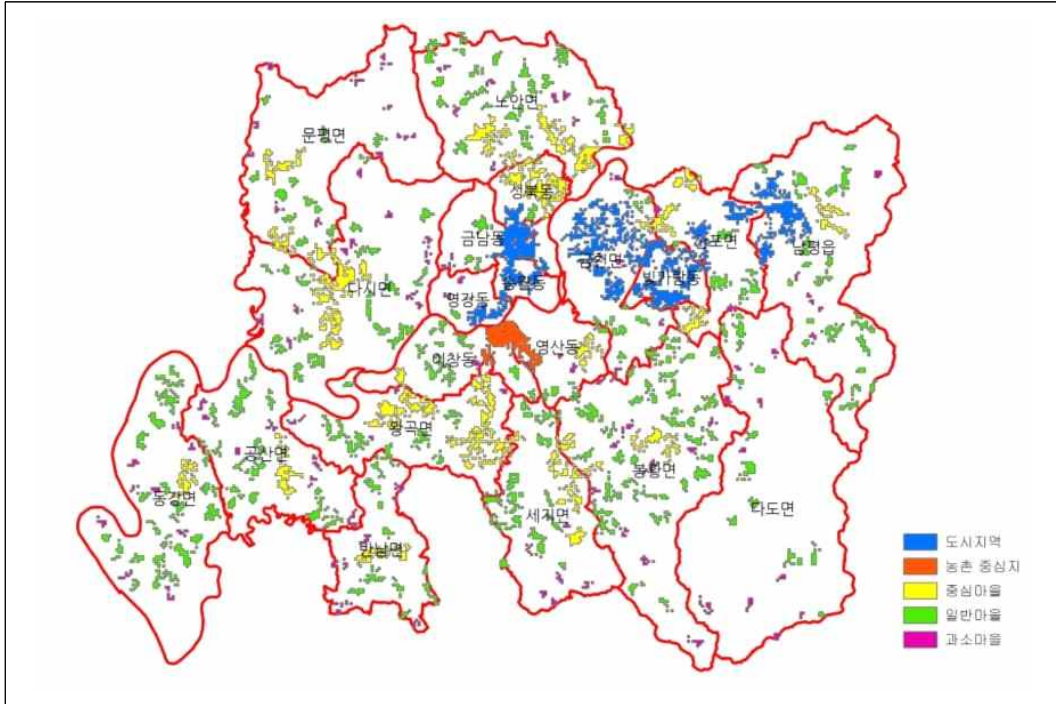 노안면
문평면
성북동
금남동
산포면
남평읍
금천면
빛가람동
송월동
다시면
영강동
영산동
이창동
왕곡면
공산면
봉황면
동강면
세지면
다도면
반남면
도시지역
농촌 중심지
중심마을
일반마을
과소마을